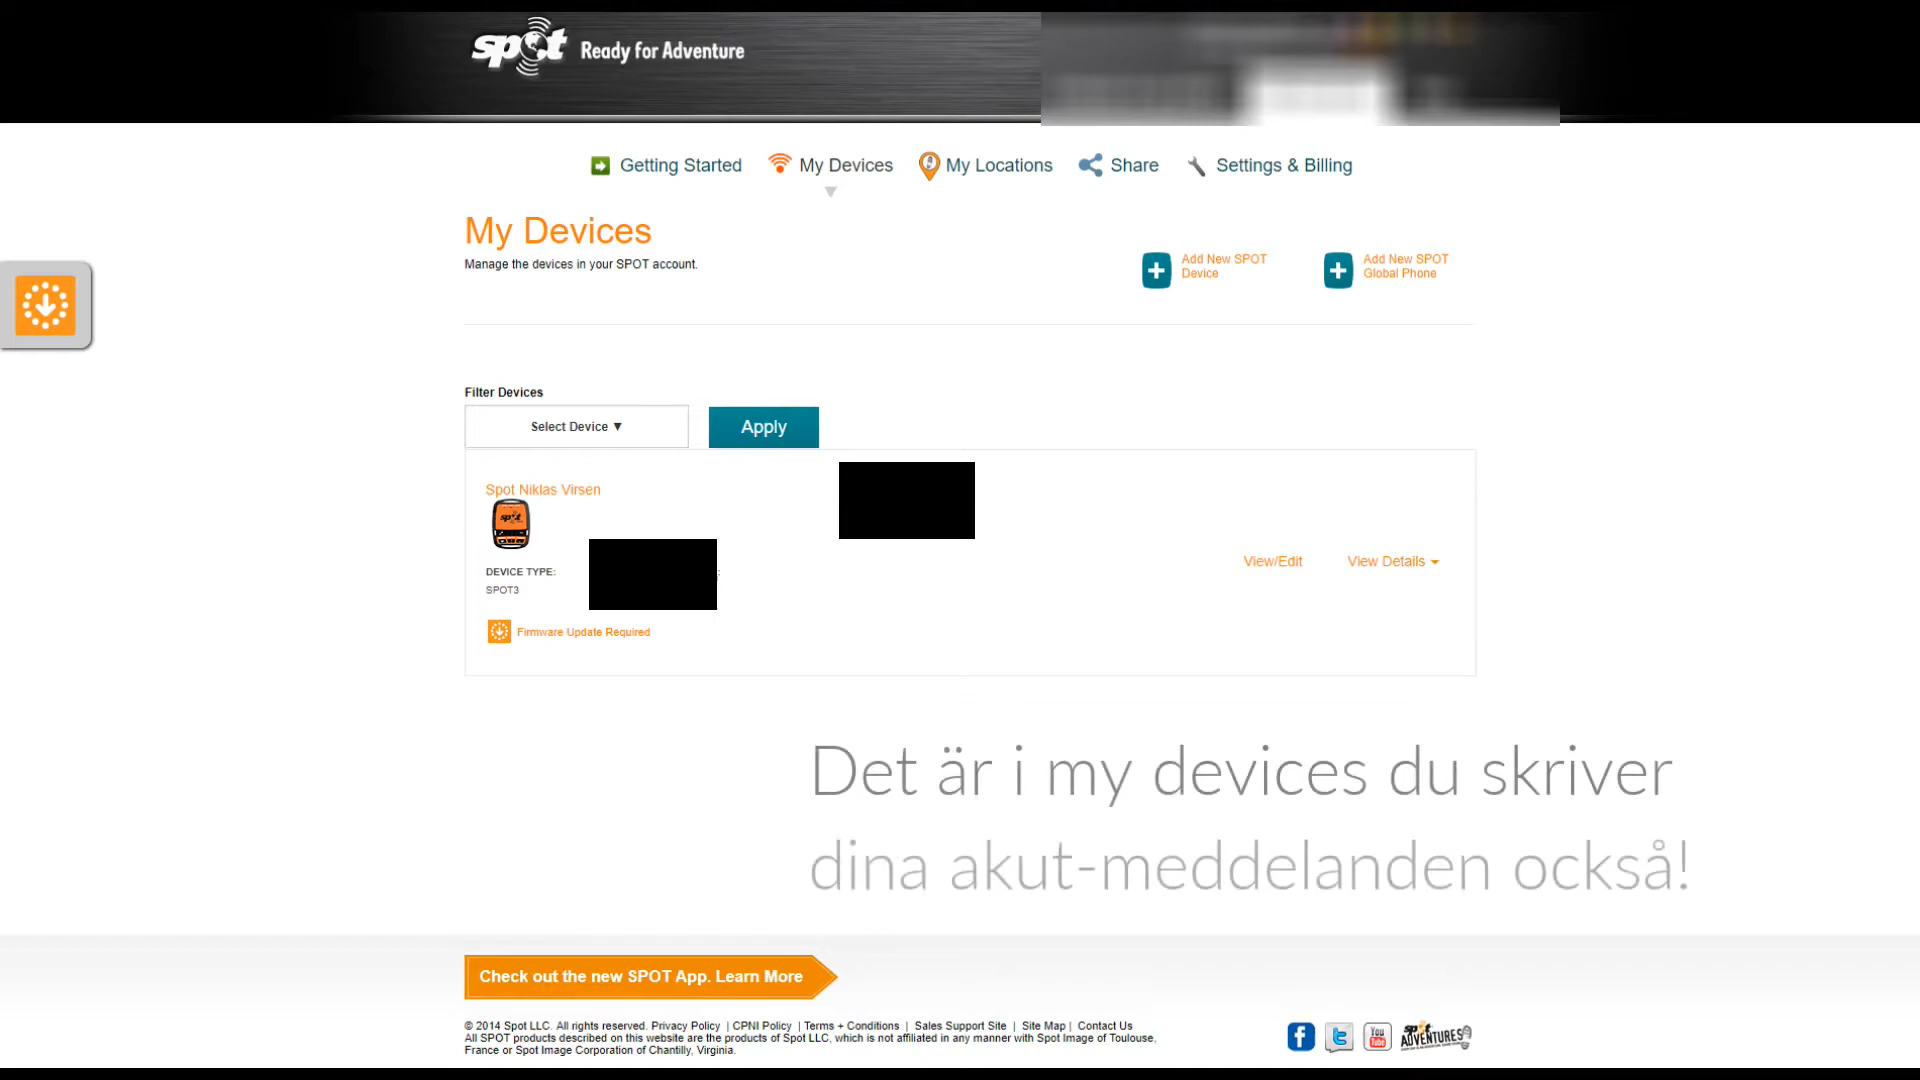 spot Ready for Adventure
Getting Started
My Devices
My Locations
Share
Settings & Billing
My Devices
Manage the devices in your SPOT account.
Add New SPOT
Device
Add New SPOT
Global Phone
Filter Devices
Select Device ▼
Apply
Spot Niklas Virsen
spot
DEVICE TYPE:
SPOT3
View/Edit
View Details
Firmware Update Required
Det är i my devices du skriver
dina akut-meddelanden också!
Check out the new SPOT App. Learn More
© 2014 Spot LLC. All rights reserved. Privacy Policy | CPNI Policy | Terms + Conditions | Sales Support Site | Site Map | Contact Us
All SPOT products described on this website are the products of Spot LLC, which is not affiliated in any manner with Spot Image of Toulouse,
France or Spot Image Corporation of Chantilly, Virginia.
f
t
You
Tube
spot
ADVENTURES